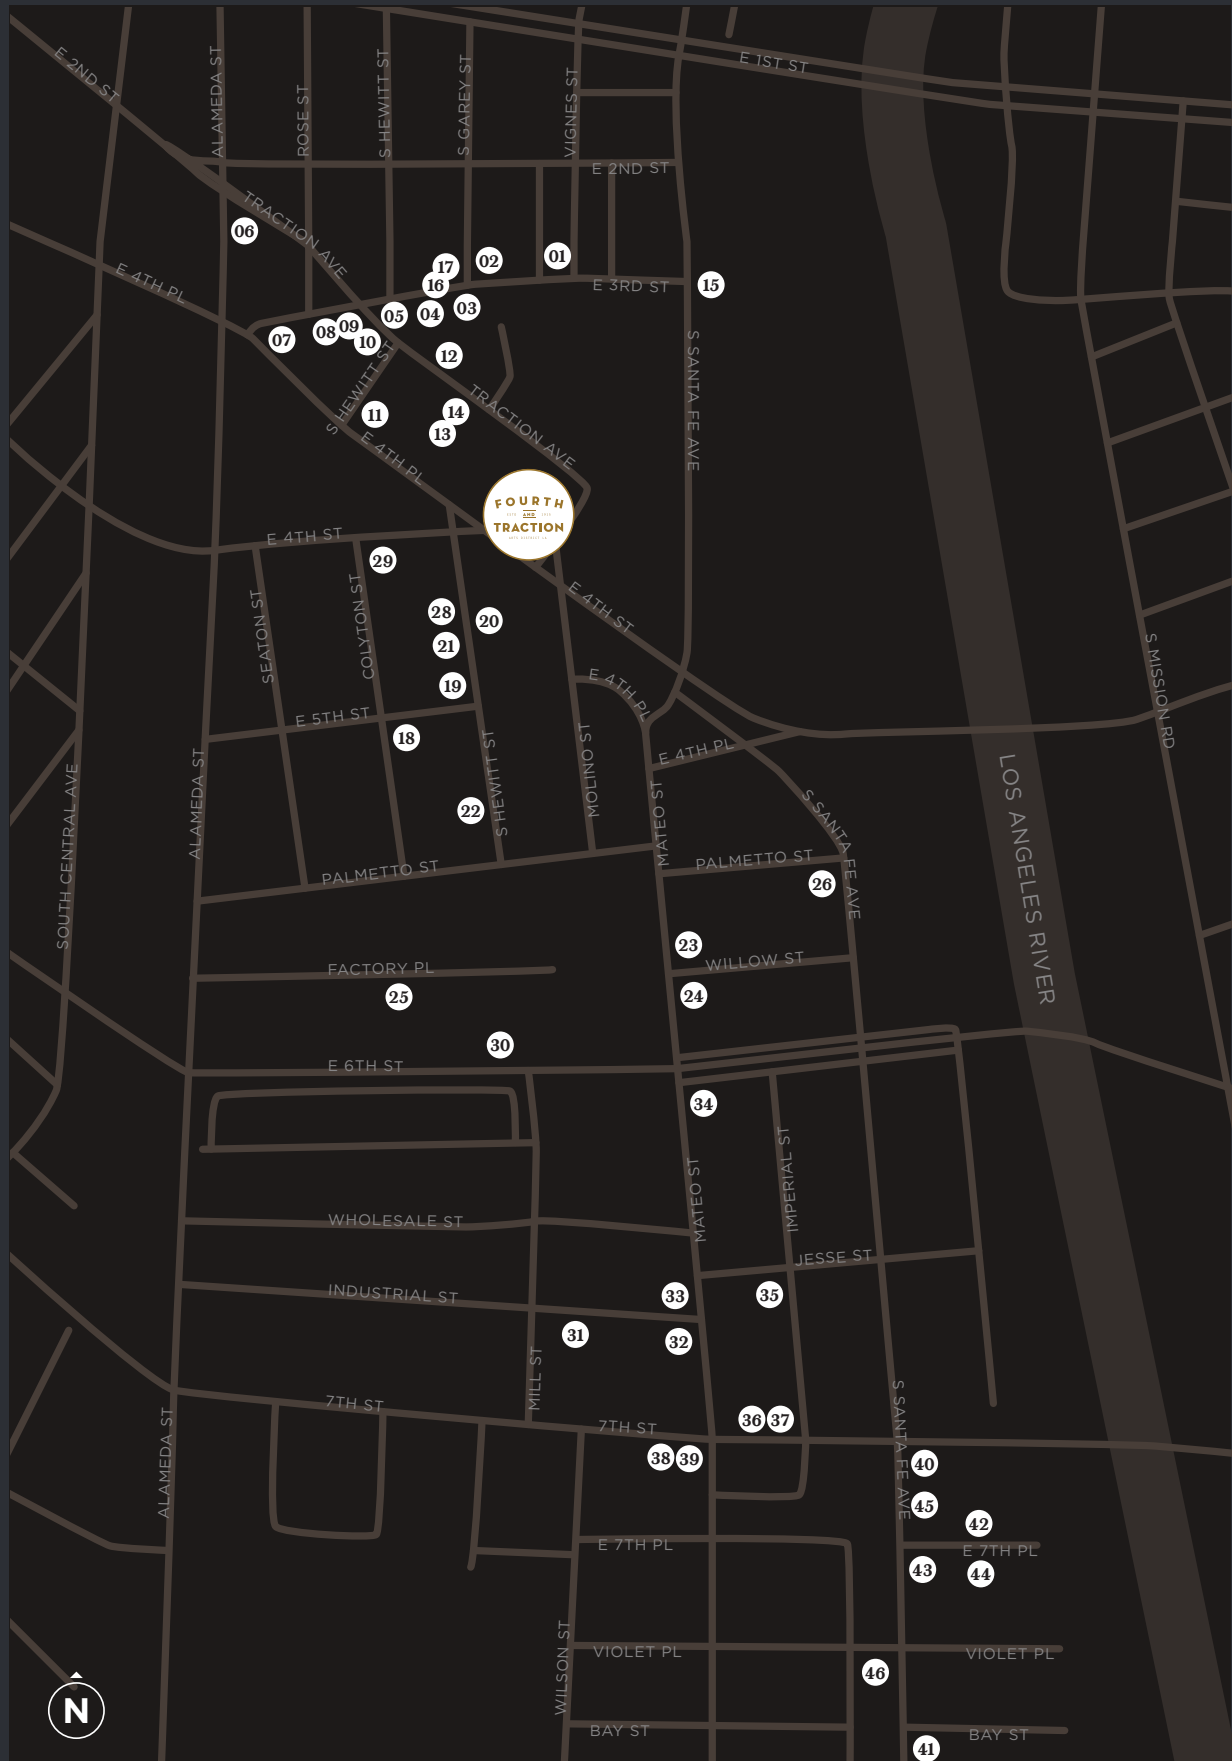 E 2ND ST
ALAMEDA ST
ROSE ST
S HEWITT ST
S GAREY ST
VIGNES ST
E 1ST ST
E 2ND ST
TRACTION AVE
06
E 4TH PL
17
02
01
16
E 3RD ST
15
05
04
03
07
08
09
10
12
S HEWITT ST
TRACTION AVE
S SANTA FE AVE
11
14
13
E 4TH PL
FOURTH
AND
TRACTION
E 4TH ST
29
SEATON ST
COLYTON ST
28
20
E 4TH ST
21
19
E 4TH PL
S MISSION RD
E 5TH ST
18
S HEWITT ST
MOLINO ST
E 4TH PL
SOUTH CENTRAL AVE
ALAMEDA ST
22
MATEO ST
S SANTA FE AVE
LOS ANGELES RIVER
PALMETTO ST
PALMETTO ST
26
23
WILLOW ST
FACTORY PL
25
24
30
E 6TH ST
34
MATEO ST
IMPERIAL ST
WHOLESALE ST
JESSE ST
INDUSTRIAL ST
33
35
31
32
MILL ST
7TH ST
7TH ST
36
37
S SANTA FE AVE
ALAMEDA ST
38
39
40
45
42
E 7TH PL
E 7TH PL
43
44
WILSON ST
VIOLET PL
VIOLET PL
46
N
BAY ST
BAY ST
41